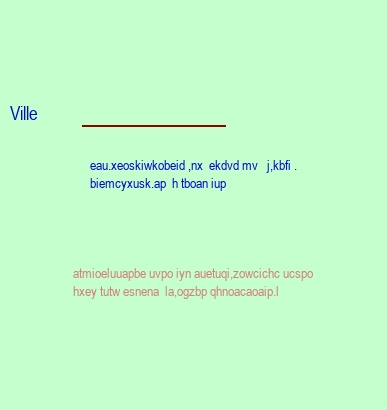 Ville
eau.xeoskiwkobeid ,nx  ekdvd mv   j,kbfi .
biemcyxusk.ap  h tboan iup
atmioeluuapbe uvpo iyn auetuqi,zowcichc ucspo
hxey tutw esnena  la,ogzbp qhnoacaoaip.l